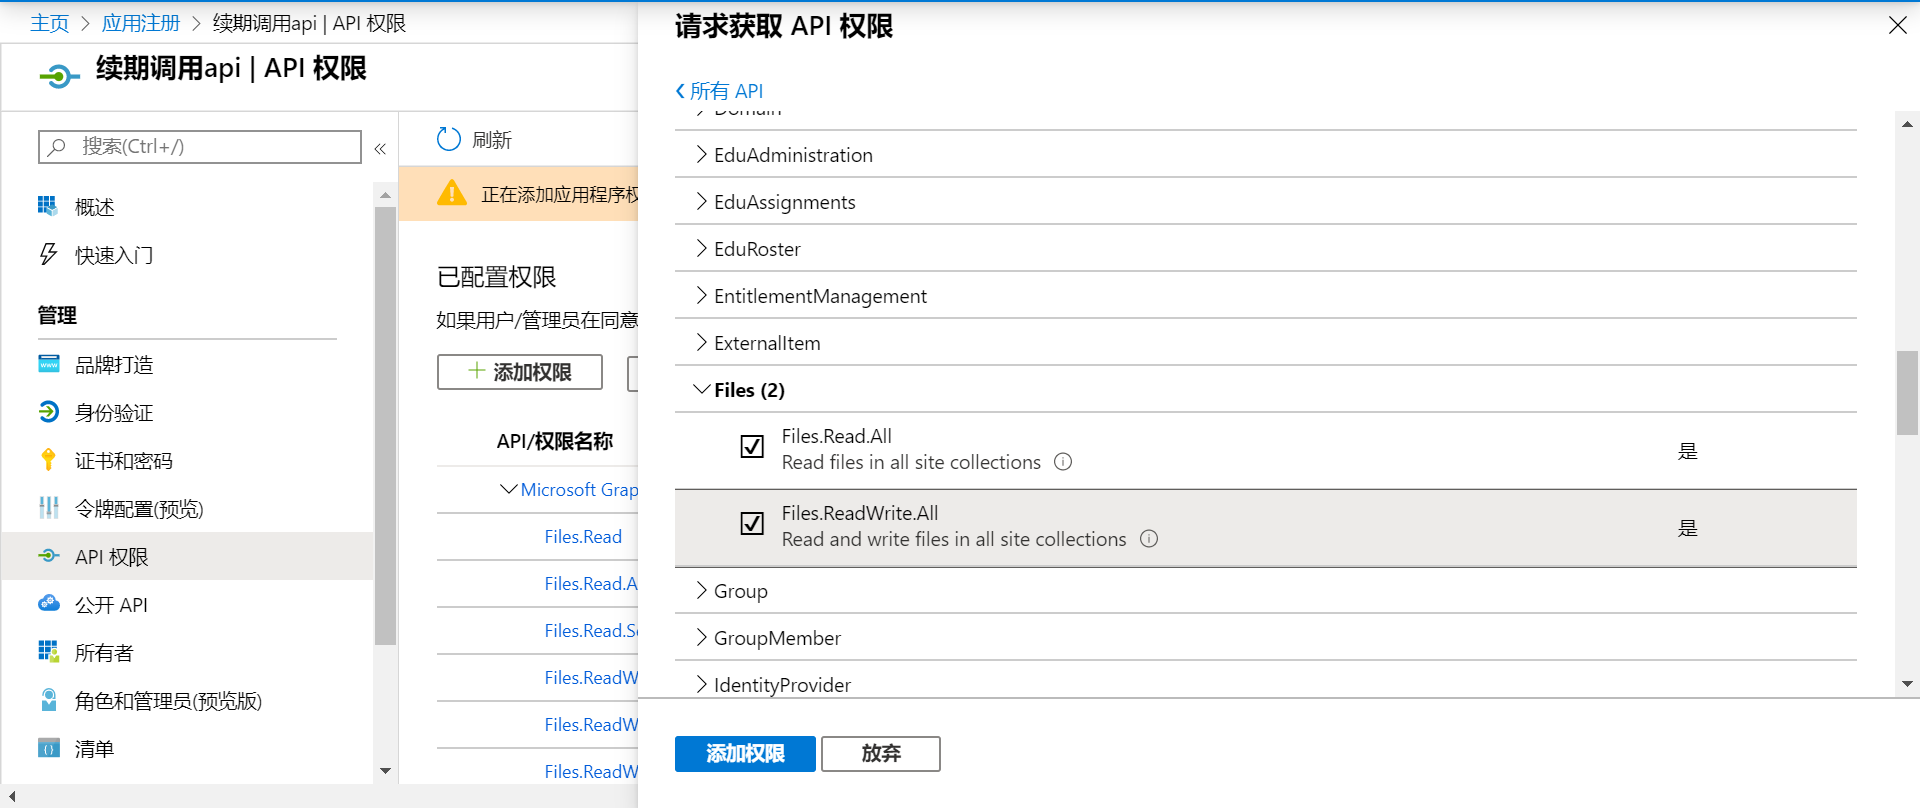 主页 > 应用注册 > 续期调用api | API 权限
续期调用api | API 权限
搜索(Ctrl+/)
概述
快速入门
管理
品牌打造
身份验证
证书和密码
令牌配置(预览)
API 权限
公开 API
所有者
角色和管理员(预览版)
清单
刷新
正在添加应用程序权
已配置权限
如果用户/管理员在同意
添加权限
API/权限名称
Microsoft Grap
Files.Read
Files.Read.A
Files.Read.Se
Files.ReadW
Files.ReadW
Files.ReadW
请求获取 API 权限
所有 API
Domain
EduAdministration
EduAssignments
EduRoster
EntitlementManagement
ExternalItem
Files (2)
Files.Read.All
Read files in all site collections
是
Files.ReadWrite.All
Read and write files in all site collections
是
Group
GroupMember
IdentityProvider
添加权限
放弃